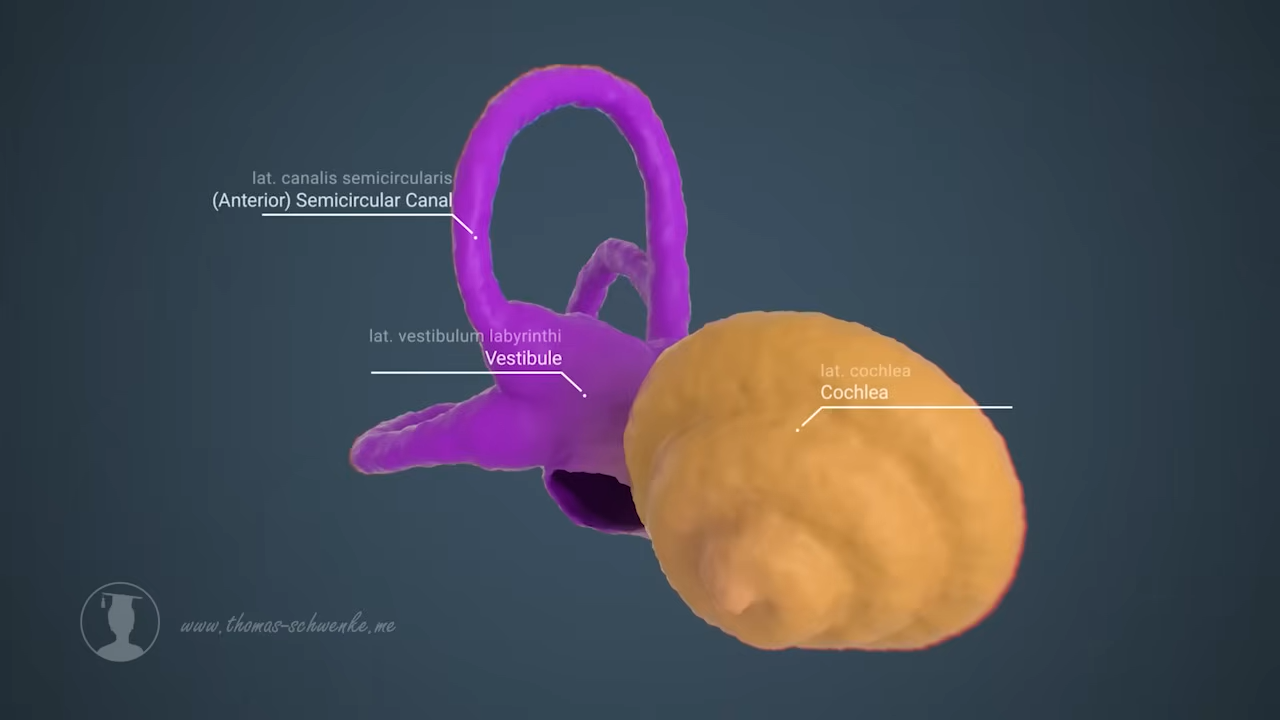 lat. canalis semicircularis
(Anterior) Semicircular Canal
lat. vestibulum labyrinthi
Vestibule
lat. cochlea
Cochlea
www.thomas-schwenke.me